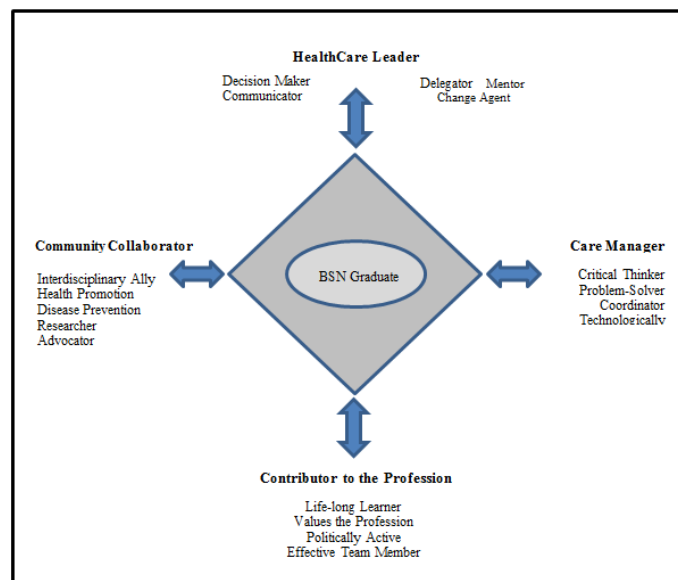 HealthCare Leader
Decision Maker
Communicator
Delegator Mentor
Change Agent
Community Collaborator
Interdisciplinary Ally
Health Promotion
Disease Prevention
Researcher
Advocator
BSN Graduate
Care Manager
Critical Thinker
Problem-Solver
Coordinator
Technologically
Contributor to the Profession
Life-long Learner
Values the Profession
Politically Active
Effective Team Member